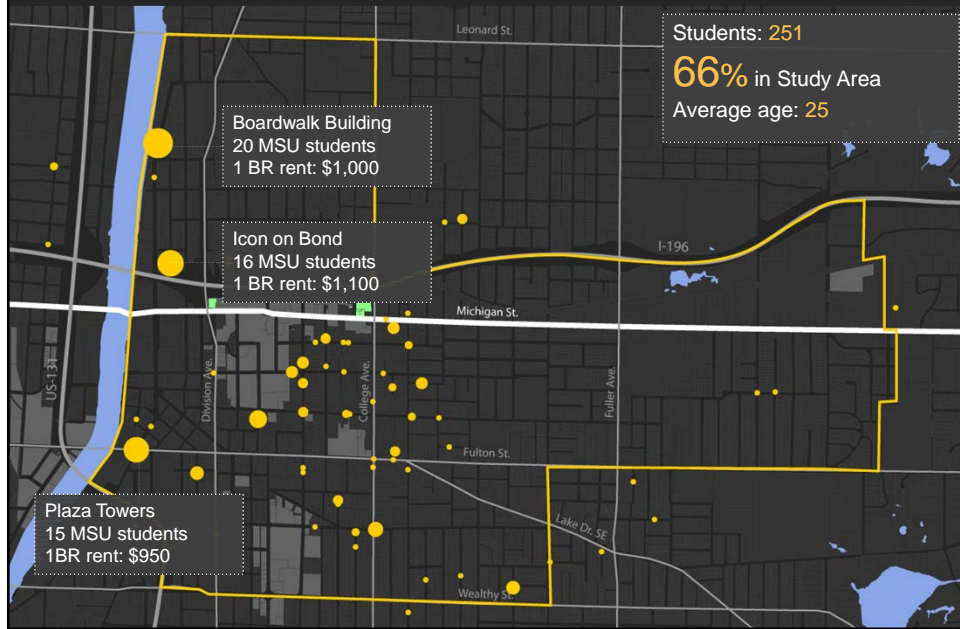 Leonard St.
Students: 251
66% in Study Area
Average age: 25
Boardwalk Building
20 MSU students
1 BR rent: $1,000
Icon on Bond
16 MSU students
1 BR rent: $1,100
I-196
Michigan St.
US-131
Division Ave.
College Ave.
Fuller Ave.
Fulton St.
Plaza Towers
15 MSU students
1BR rent: $950
Lake Dr. SE
Wealthy St.